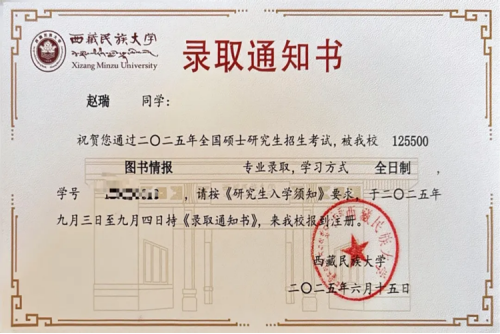 西藏民族大学
Xizang Minzu University
录取通知书
赵瑞 同学：
祝贺您通过二〇二五年全国硕士研究生招生考试，被我校 125500
图书情报 专业录取，学习方式 全日制 ，
学号 ，请按《研究生入学须知》要求，于二〇二五年
九月三日至九月四日持《录取通知书》，来我校报到注册。
西藏民族大学
二〇二五年六月十五日
西藏民族大学